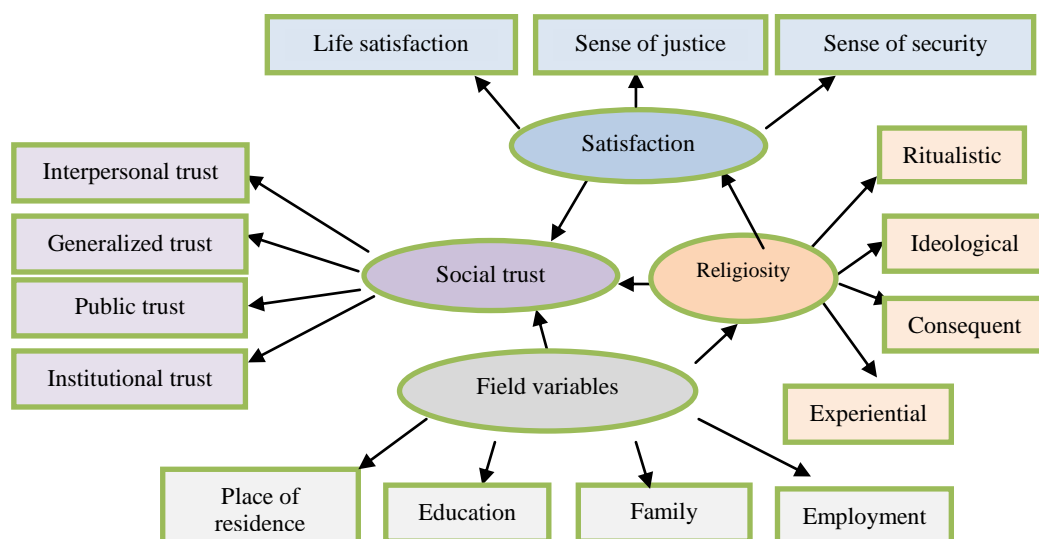 Life satisfaction
Sense of justice
Sense of security
Satisfaction
Ritualistic
Interpersonal trust
Generalized trust
Ideological
Social trust
Religiosity
Public trust
Consequent
Institutional trust
Field variables
Experiential
Place of
residence
Education
Family
Employment